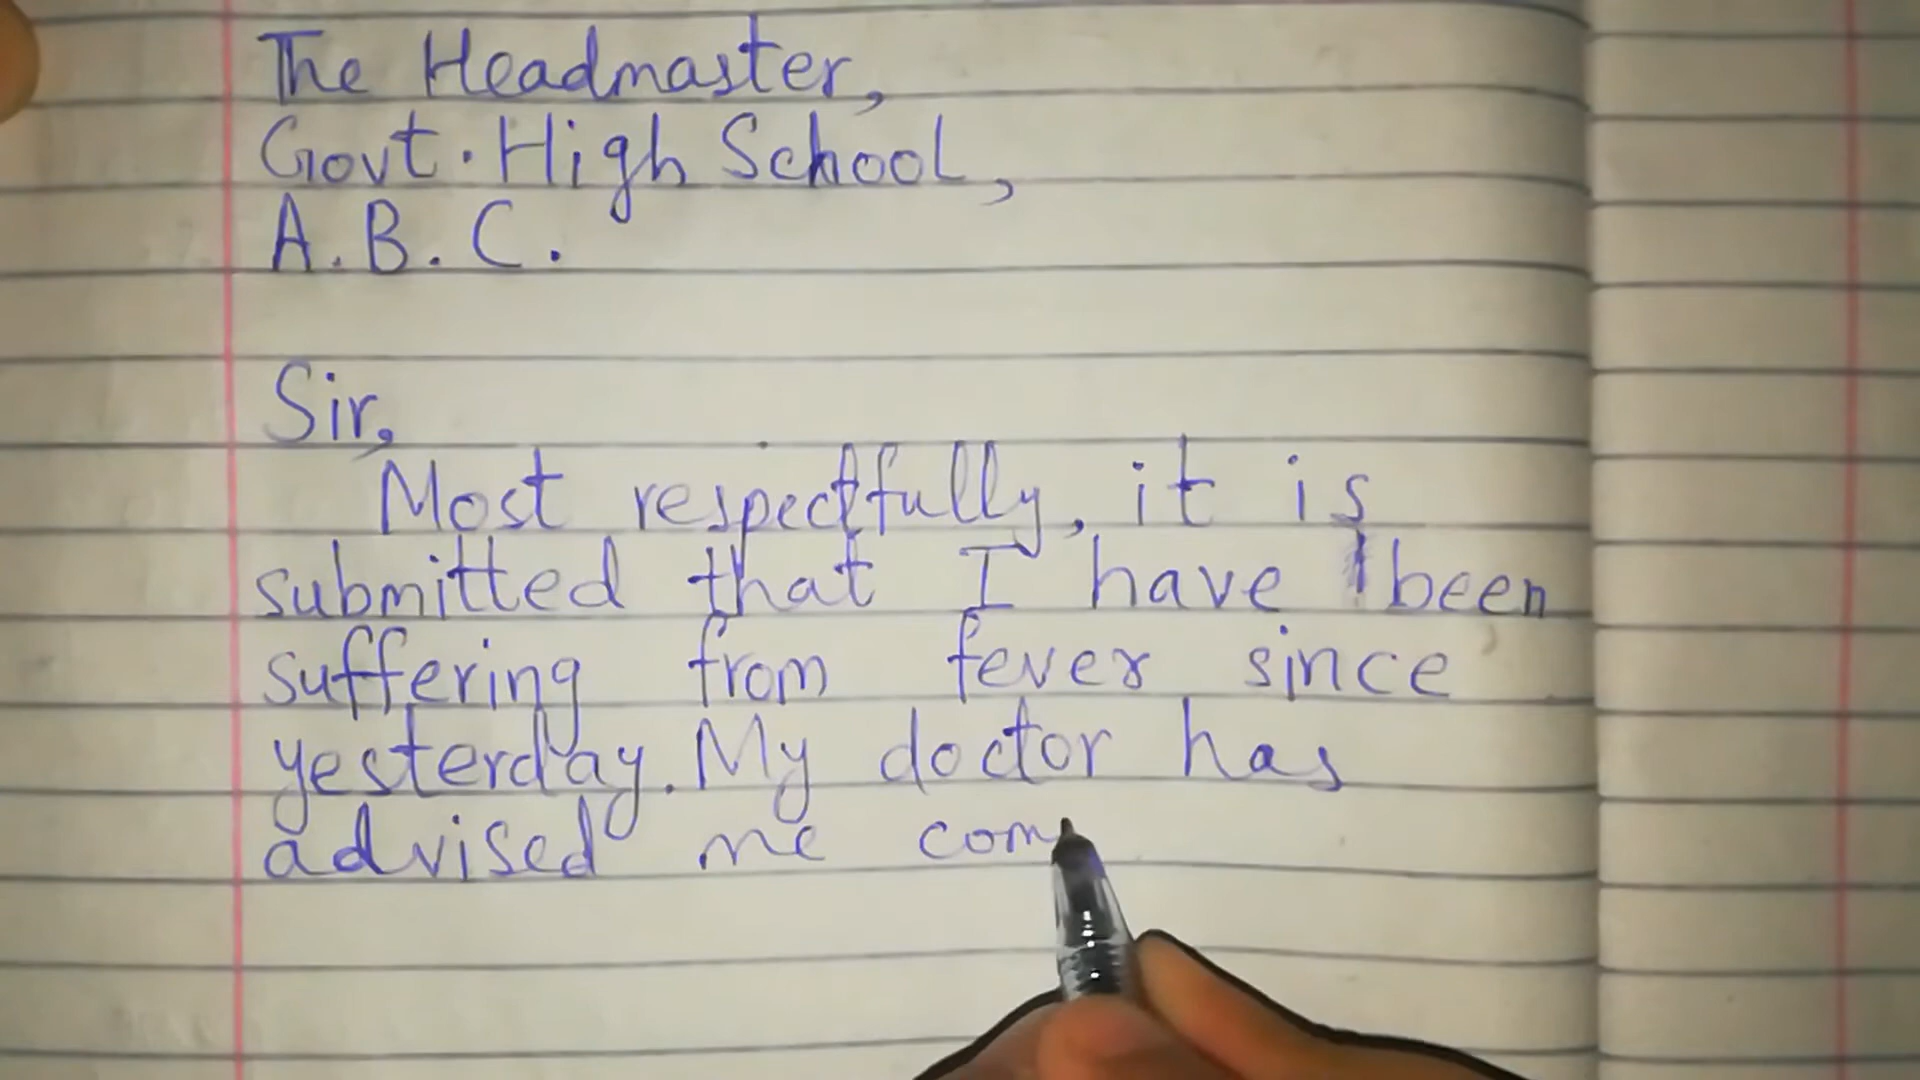 The Headmaster,
Govt. High School,
A.B.C.
Sir,
Most respectfully, it is
submitted that I have been
suffering from fever since
yesterday. My doctor has
advised me com